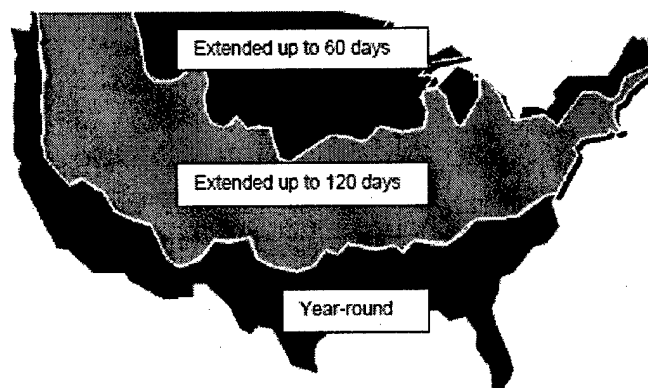 Extended up to 60 days
Extended up to 120 days
Year-round